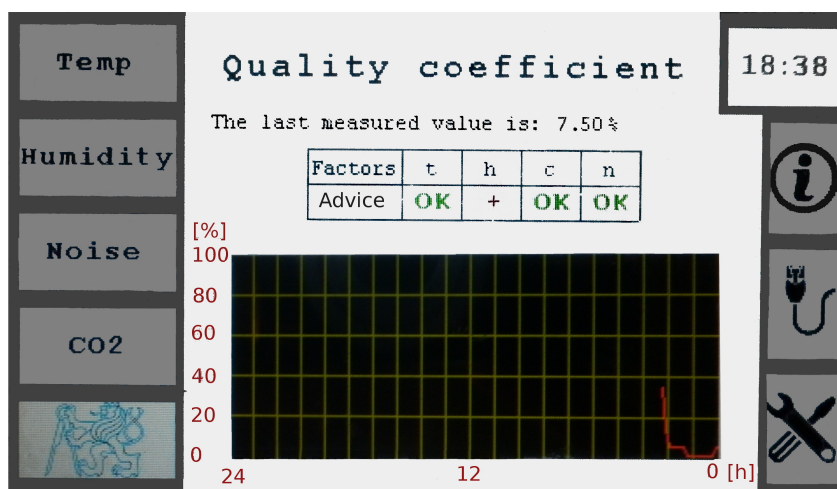 Temp
Humidity
Noise
CO2
Quality coefficient
18:38
The last measured value is: 7.50%
Factors t h c n
Advice OK + OK OK
[%]
100
80
60
40
20
0
24 12 0 [h]